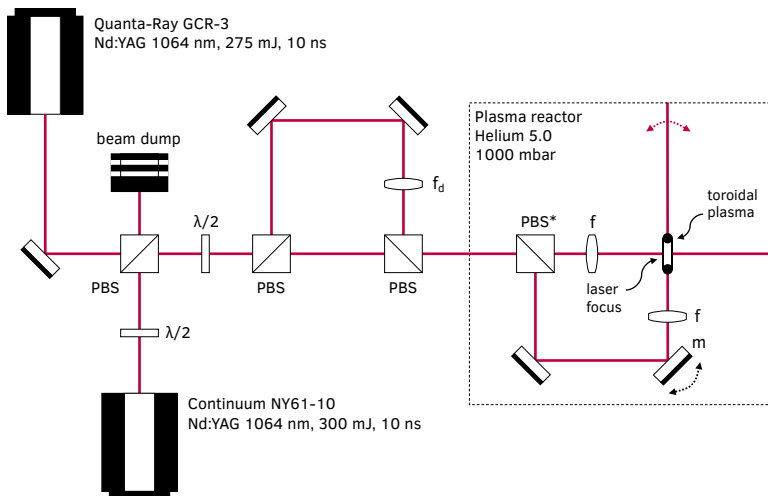 Quanta-Ray GCR-3
Nd:YAG 1064 nm, 275 mJ, 10 ns
beam dump
λ/2
f_d
PBS
PBS
PBS
λ/2
Continuum NY61-10
Nd:YAG 1064 nm, 300 mJ, 10 ns
Plasma reactor
Helium 5.0
1000 mbar
PBS*
f
toroidal
plasma
laser
focus
f
m